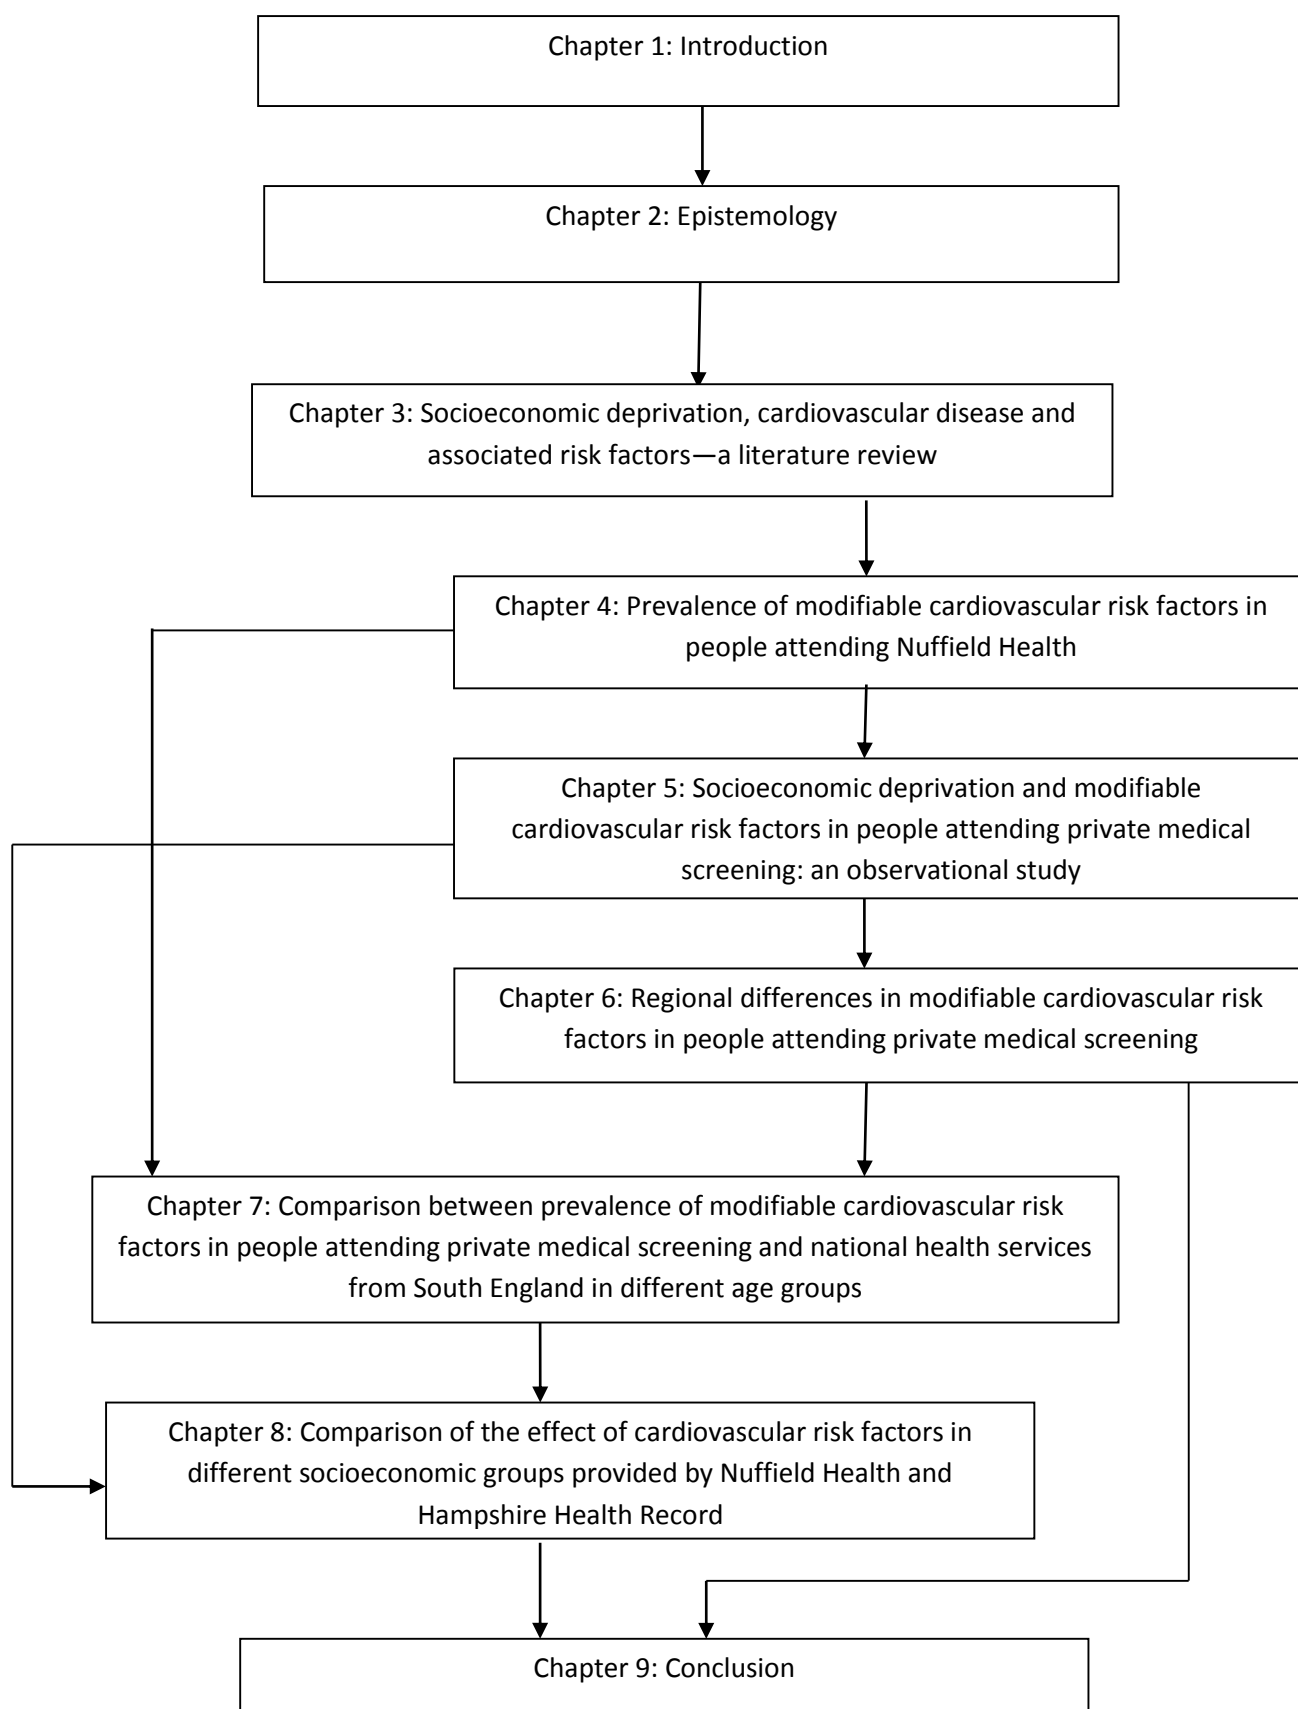 Chapter 1: Introduction
Chapter 2: Epistemology
Chapter 3: Socioeconomic deprivation, cardiovascular disease and
associated risk factors—a literature review
Chapter 4: Prevalence of modifiable cardiovascular risk factors in
people attending Nuffield Health
Chapter 5: Socioeconomic deprivation and modifiable
cardiovascular risk factors in people attending private medical
screening: an observational study
Chapter 6: Regional differences in modifiable cardiovascular risk
factors in people attending private medical screening
Chapter 7: Comparison between prevalence of modifiable cardiovascular risk
factors in people attending private medical screening and national health services
from South England in different age groups
Chapter 8: Comparison of the effect of cardiovascular risk factors in
different socioeconomic groups provided by Nuffield Health and
Hampshire Health Record
Chapter 9: Conclusion